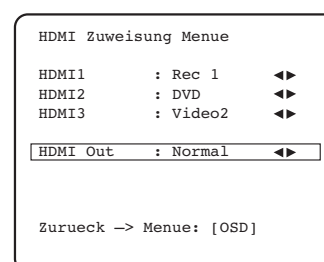 HDMI Zuweisung Menue
HDMI1 : Rec 1 ◄►
HDMI2 : DVD ◄►
HDMI3 : Video2 ◄►
HDMI Out : Normal ◄►
Zurueck —> Menue: [OSD]